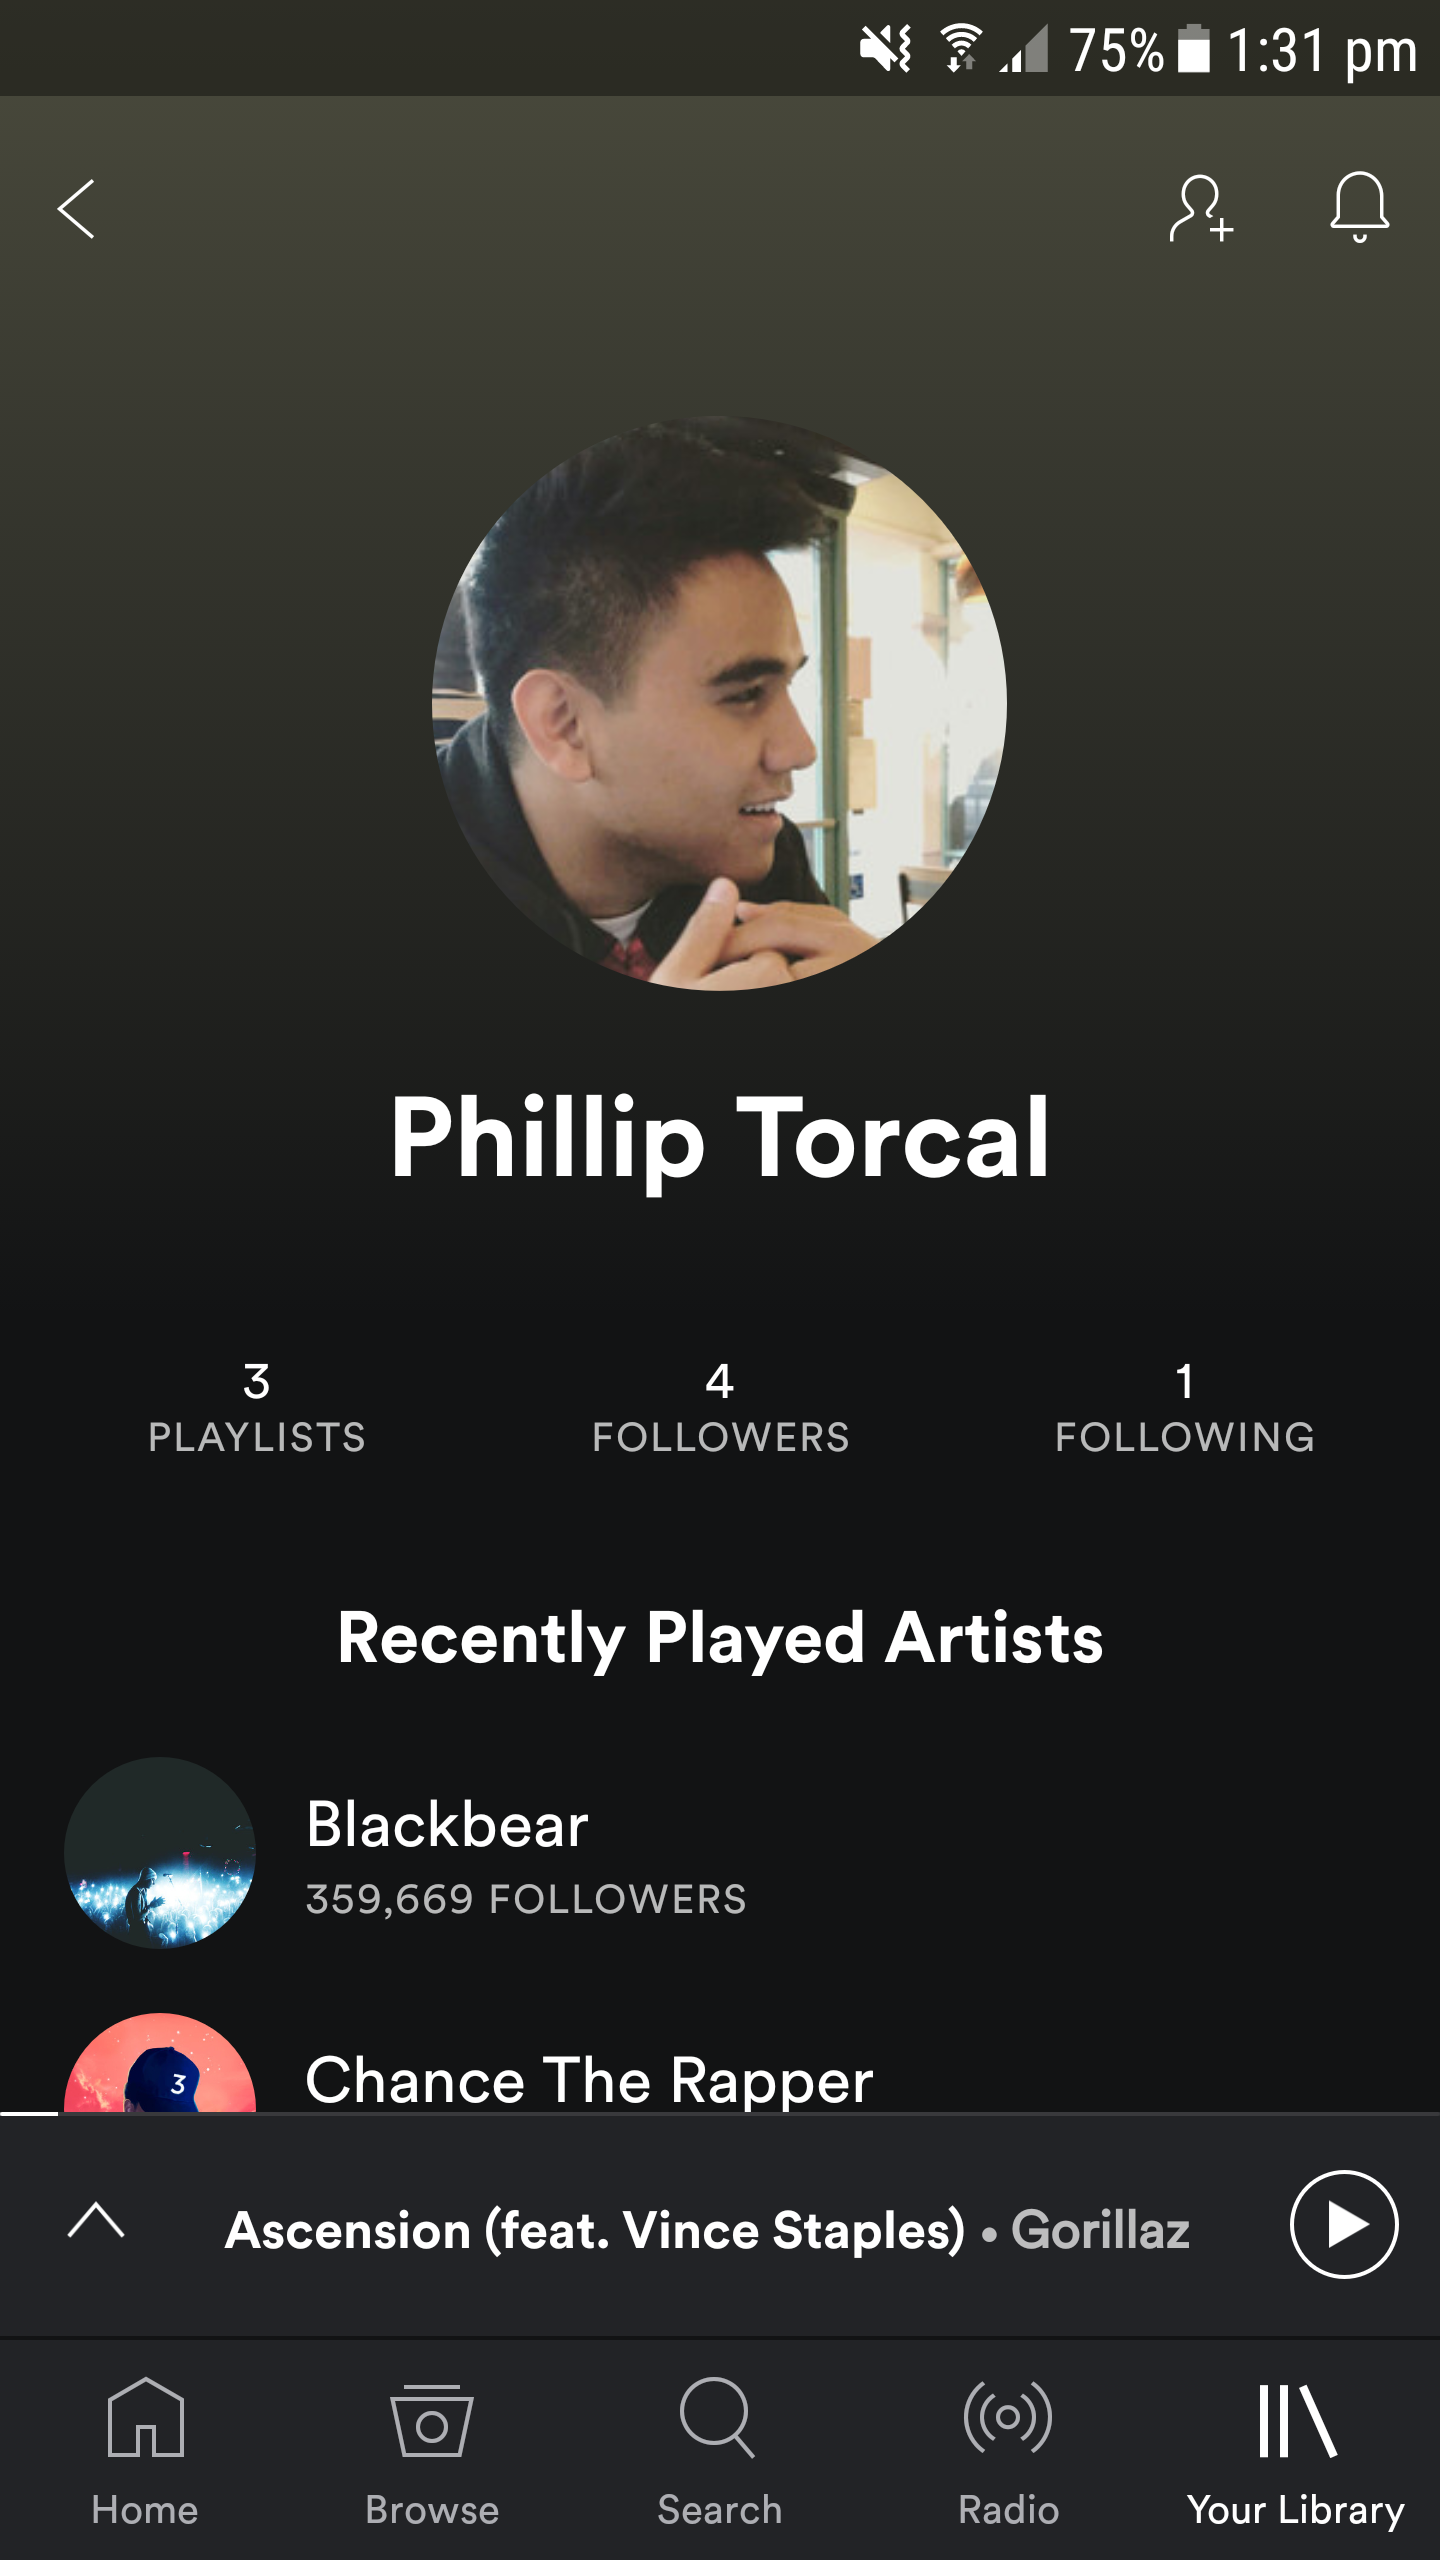 75% 1:31 pm
Phillip Torcal
3 4 1
PLAYLISTS FOLLOWERS FOLLOWING
Recently Played Artists
Blackbear
359,669 FOLLOWERS
3
Chance The Rapper
Ascension (feat. Vince Staples) • Gorillaz
Home Browse Search Radio Your Library